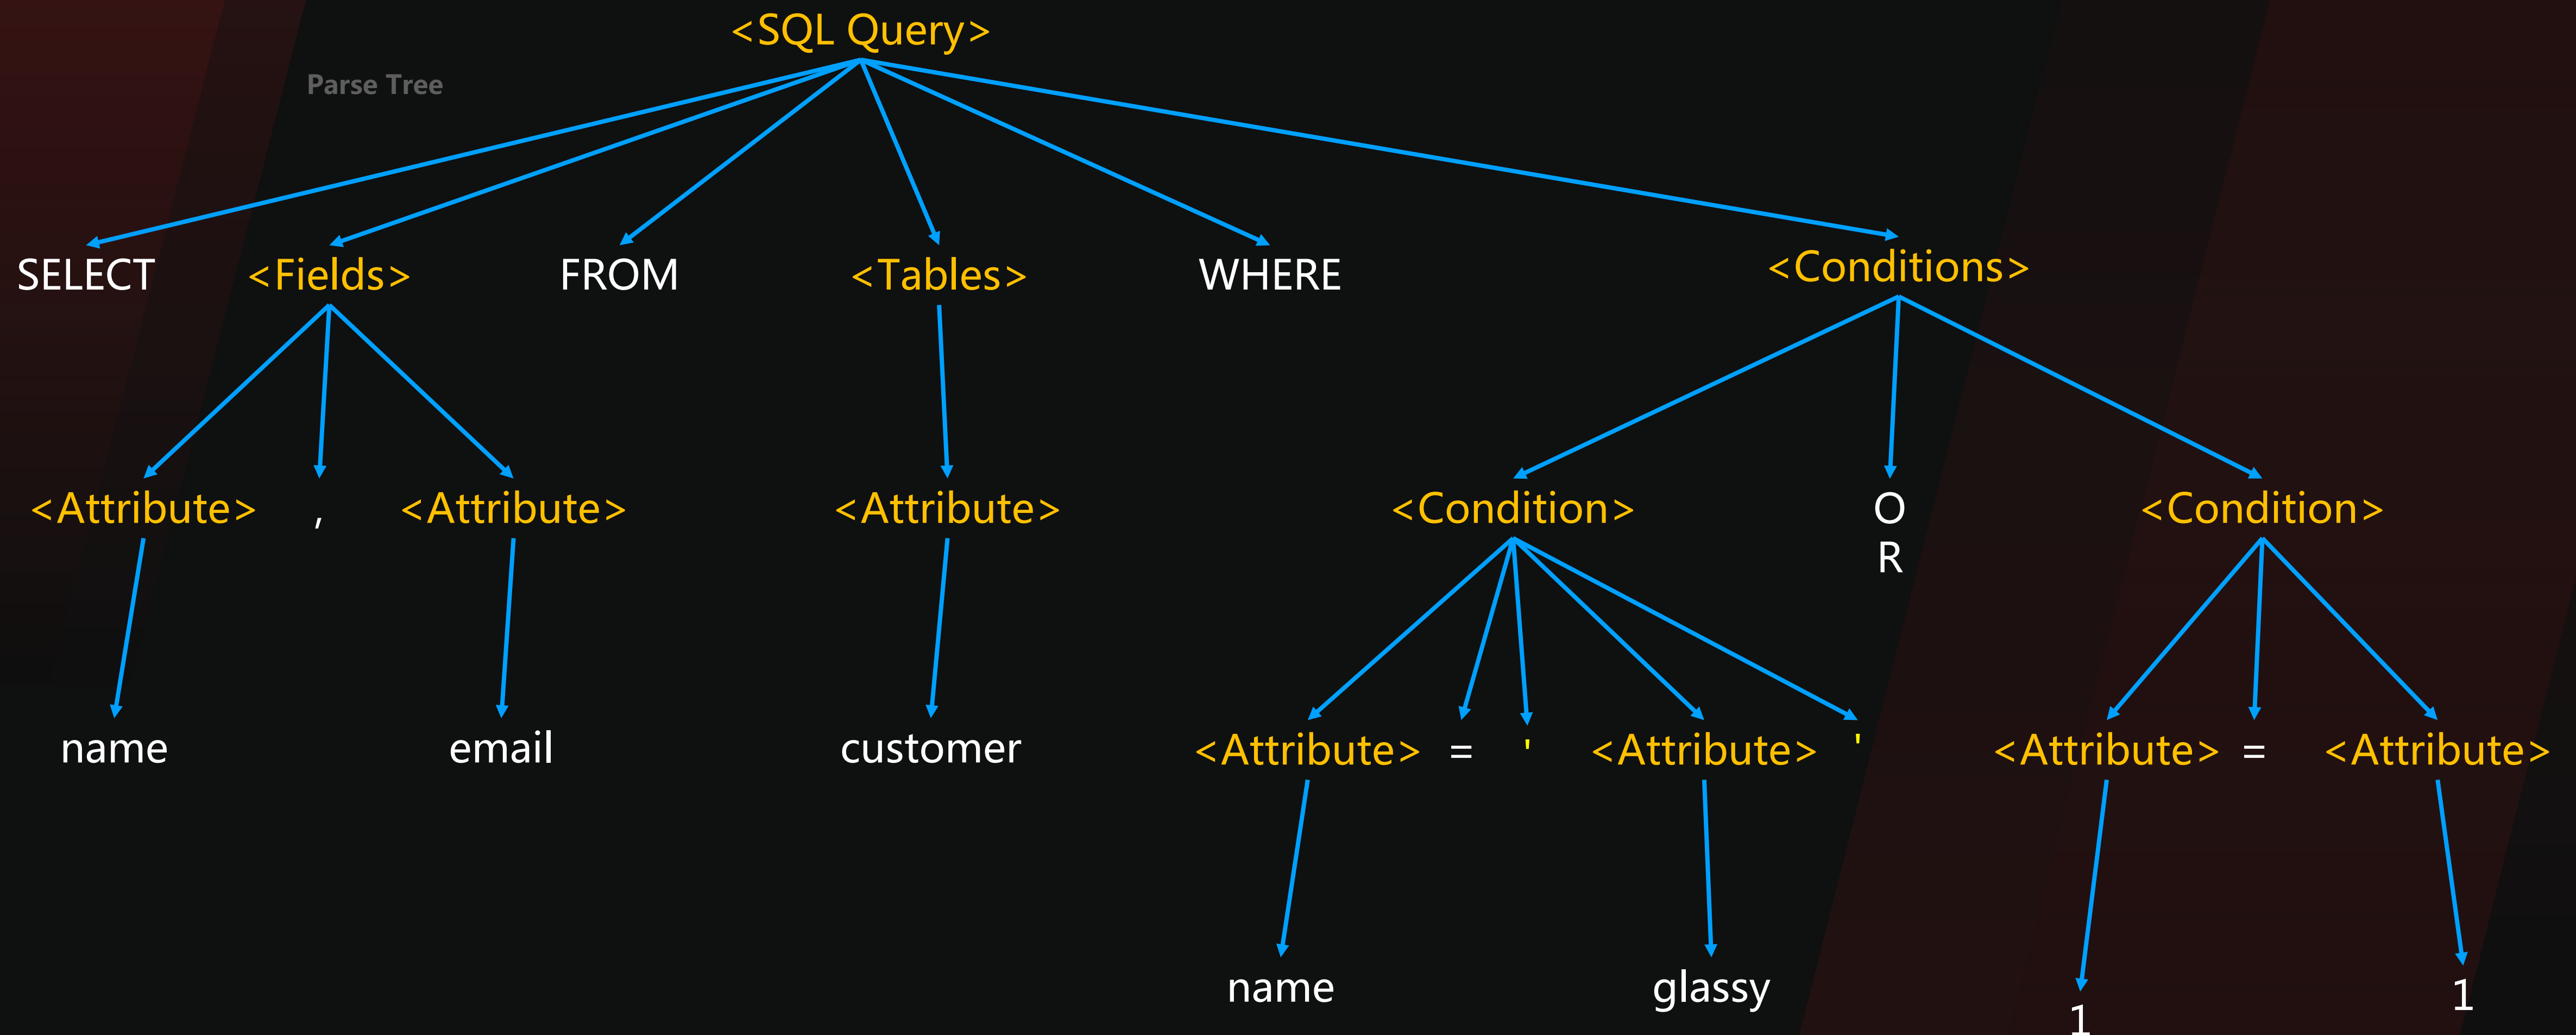 <SQL Query>
Parse Tree
SELECT <Fields> FROM <Tables> WHERE <Conditions>
<Attribute> , <Attribute> <Attribute> <Condition> O <Condition>
R
name email customer <Attribute> = ' <Attribute> ' <Attribute> = <Attribute>
name glassy 1 1